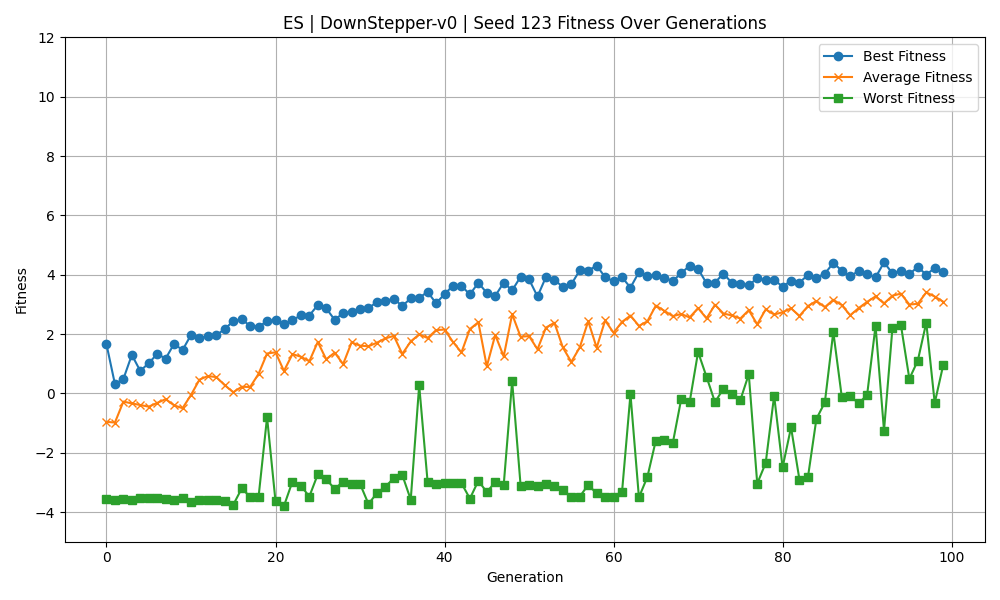 ES | DownStepper-v0 | Seed 123 Fitness Over Generations
Best Fitness
Average Fitness
Worst Fitness
12
10
8
6
4
2
0
−2
−4
Fitness
0
20
40
60
80
100
Generation